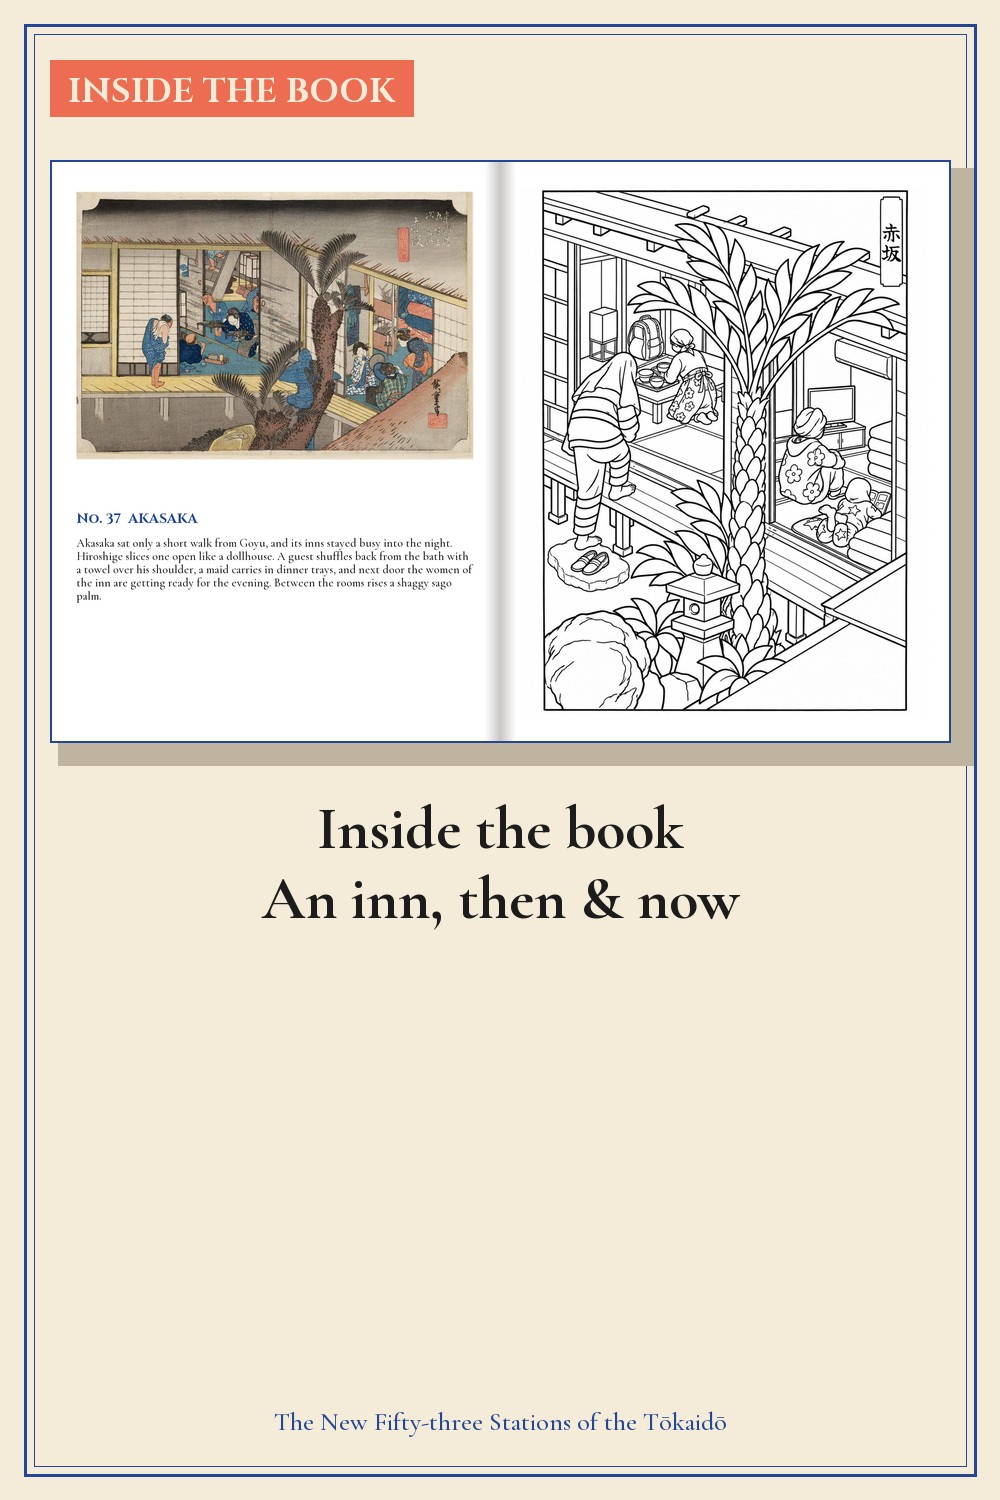 INSIDE THE BOOK
No. 37 AKASAKA
Akasaka sat only a short walk from Goyu, and its inns stayed busy into the night.
Hiroshige slices one open like a dollhouse. A guest shuffles back from the bath with
a towel over his shoulder, a maid carries in dinner trays, and next door the women of
the inn are getting ready for the evening. Between the rooms rises a shaggy sago
palm.
赤坂
Inside the book
An inn, then & now
The New Fifty-three Stations of the Tōkaidō